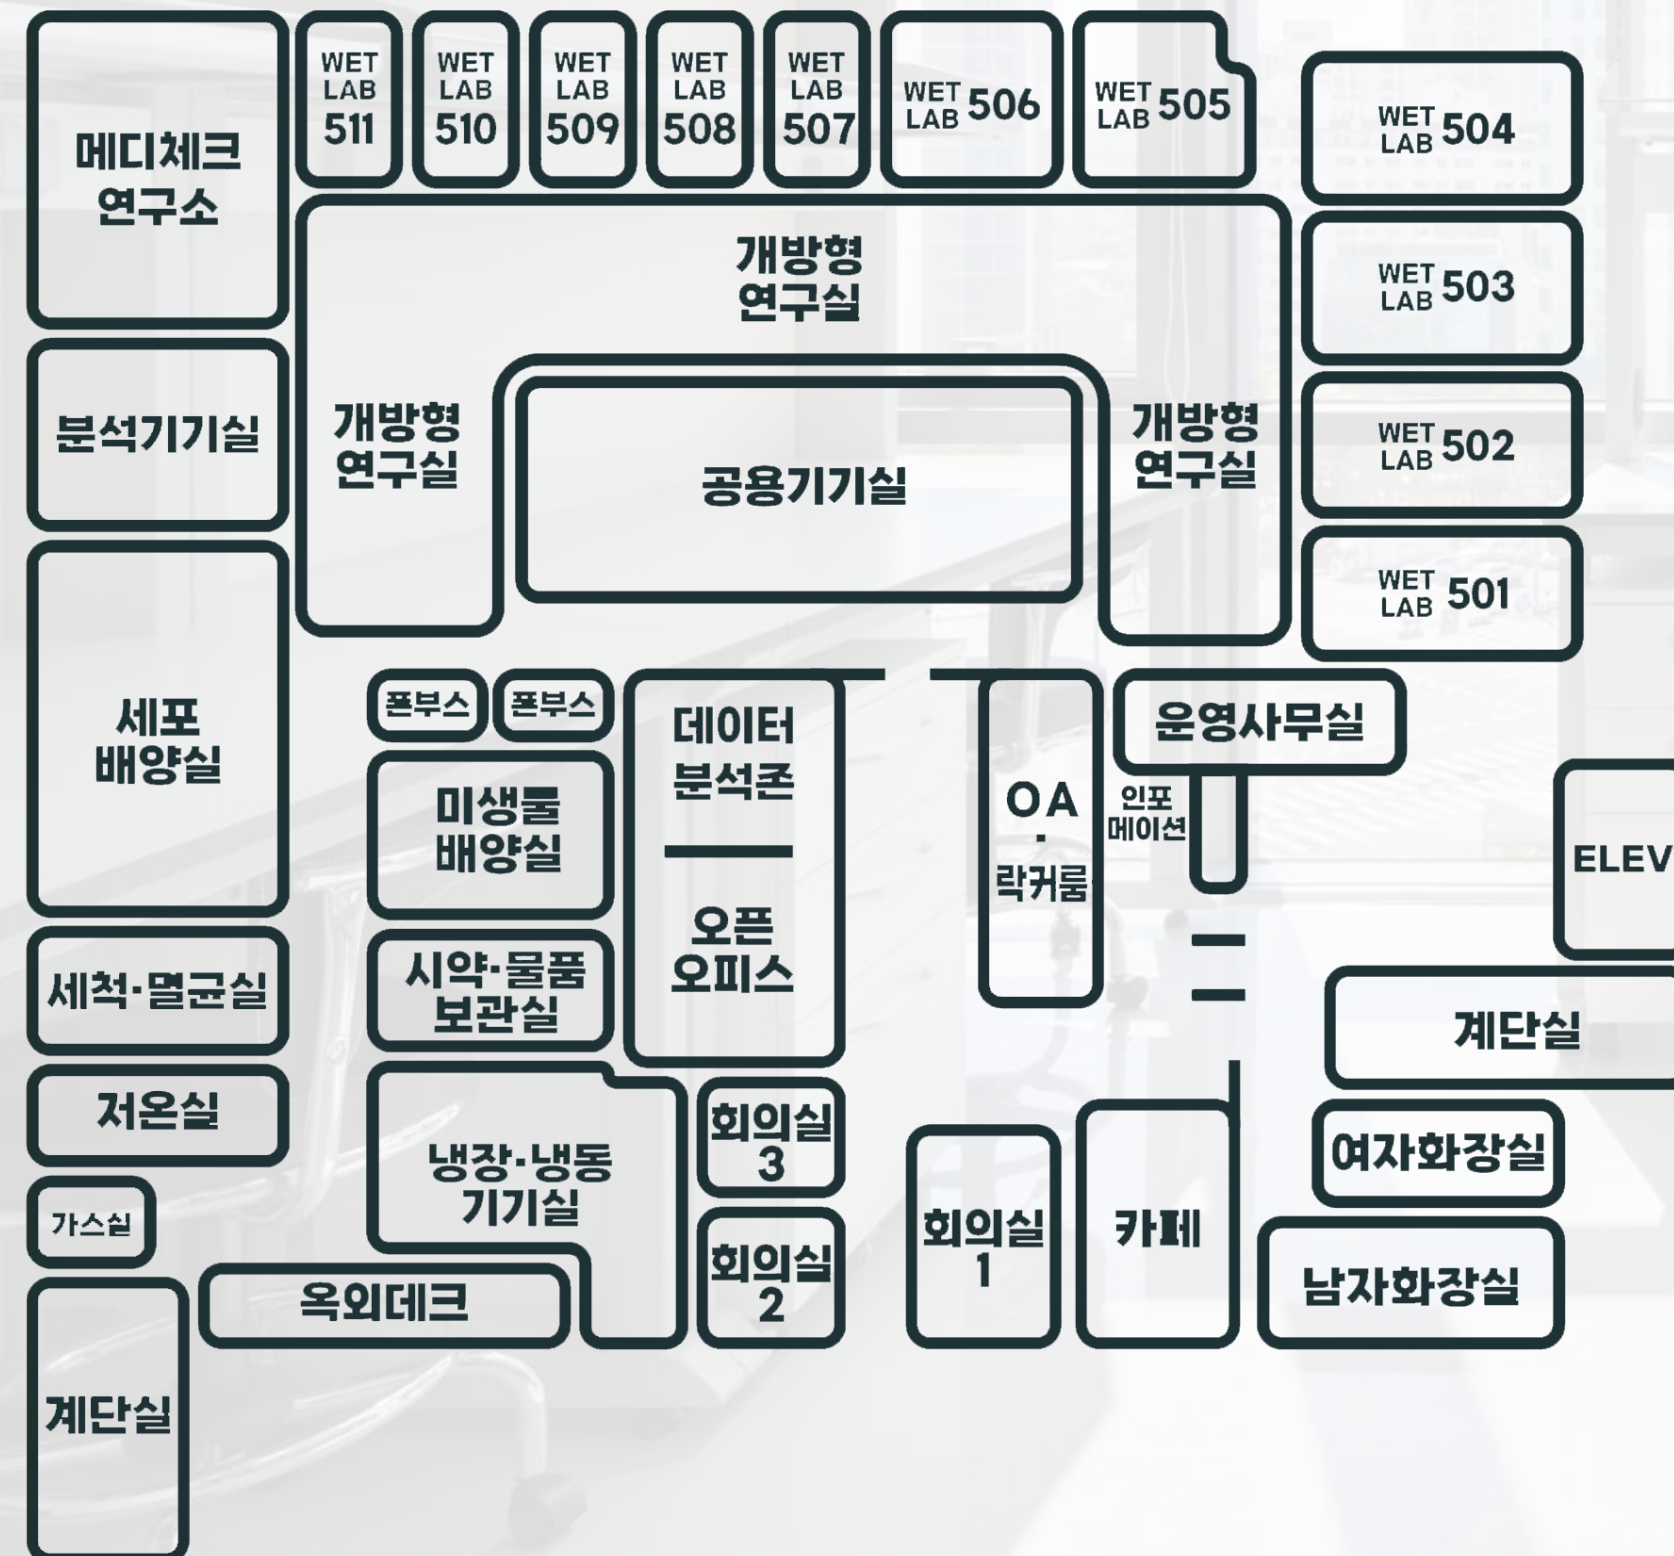 메디체크
연구소
WET
LAB
511
WET
LAB
510
WET
LAB
509
WET
LAB
508
WET
LAB
507
WET
LAB 506
WET
LAB 505
WET
LAB 504
WET
LAB 503
WET
LAB 502
WET
LAB 501
개방형
연구실
개방형
연구실
개방형
연구실
공용기기실
분석기기실
세포
배양실
세척·멸균실
저온실
가스실
계단실
옥외데크
폰부스
폰부스
미생물
배양실
시약·물품
보관실
냉장·냉동
기기실
데이터
분석존
오픈
오피스
회의실
3
회의실
2
OA
·
락커룸
운영사무실
인포
메이션
ELEV
계단실
여자화장실
남자화장실
회의실
1
카페